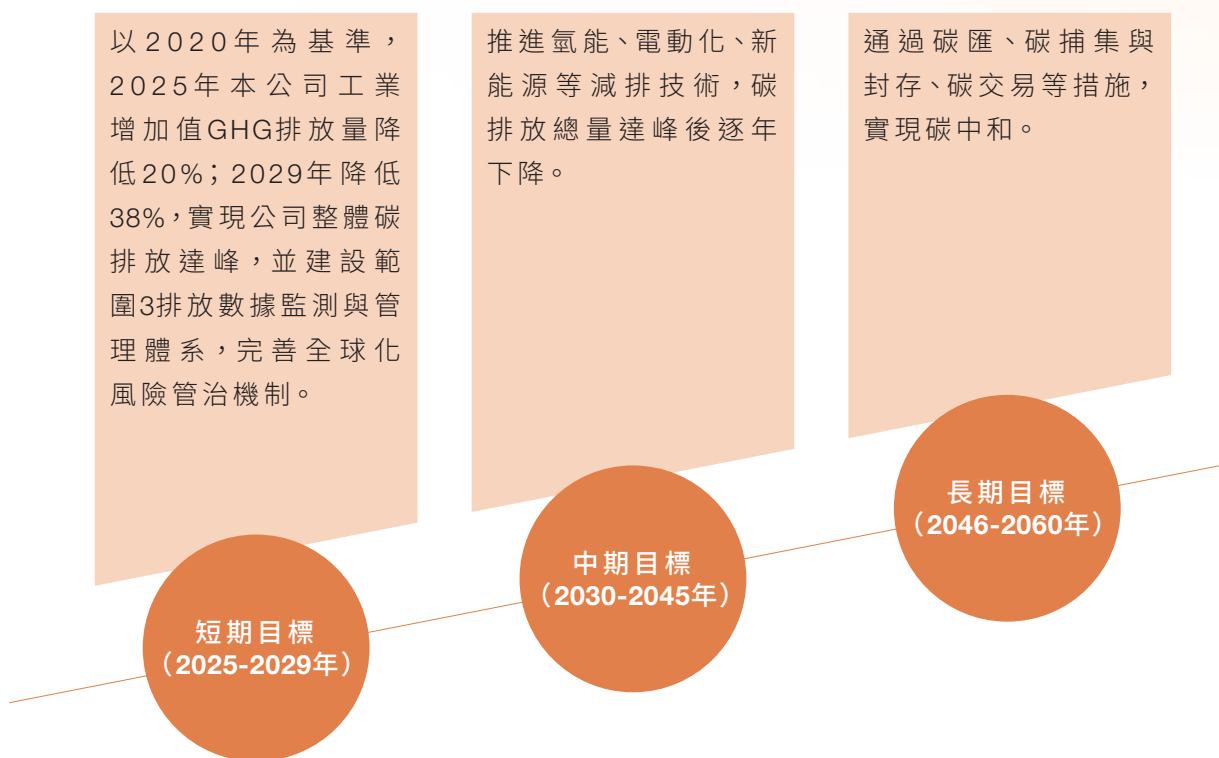 以2020年為基準，
2025年本公司工業
增加值GHG排放量降
低20%；2029年降低
38%，實現公司整體碳
排放達峰，並建設範
圍3排放數據監測與管
理體系，完善全球化
風險管治機制。
短期目標
（2025-2029年）
推進氫能、電動化、新
能源等減排技術，碳
排放總量達峰後逐年
下降。
中期目標
（2030-2045年）
通過碳匯、碳捕集與
封存、碳交易等措施，
實現碳中和。
長期目標
（2046-2060年）